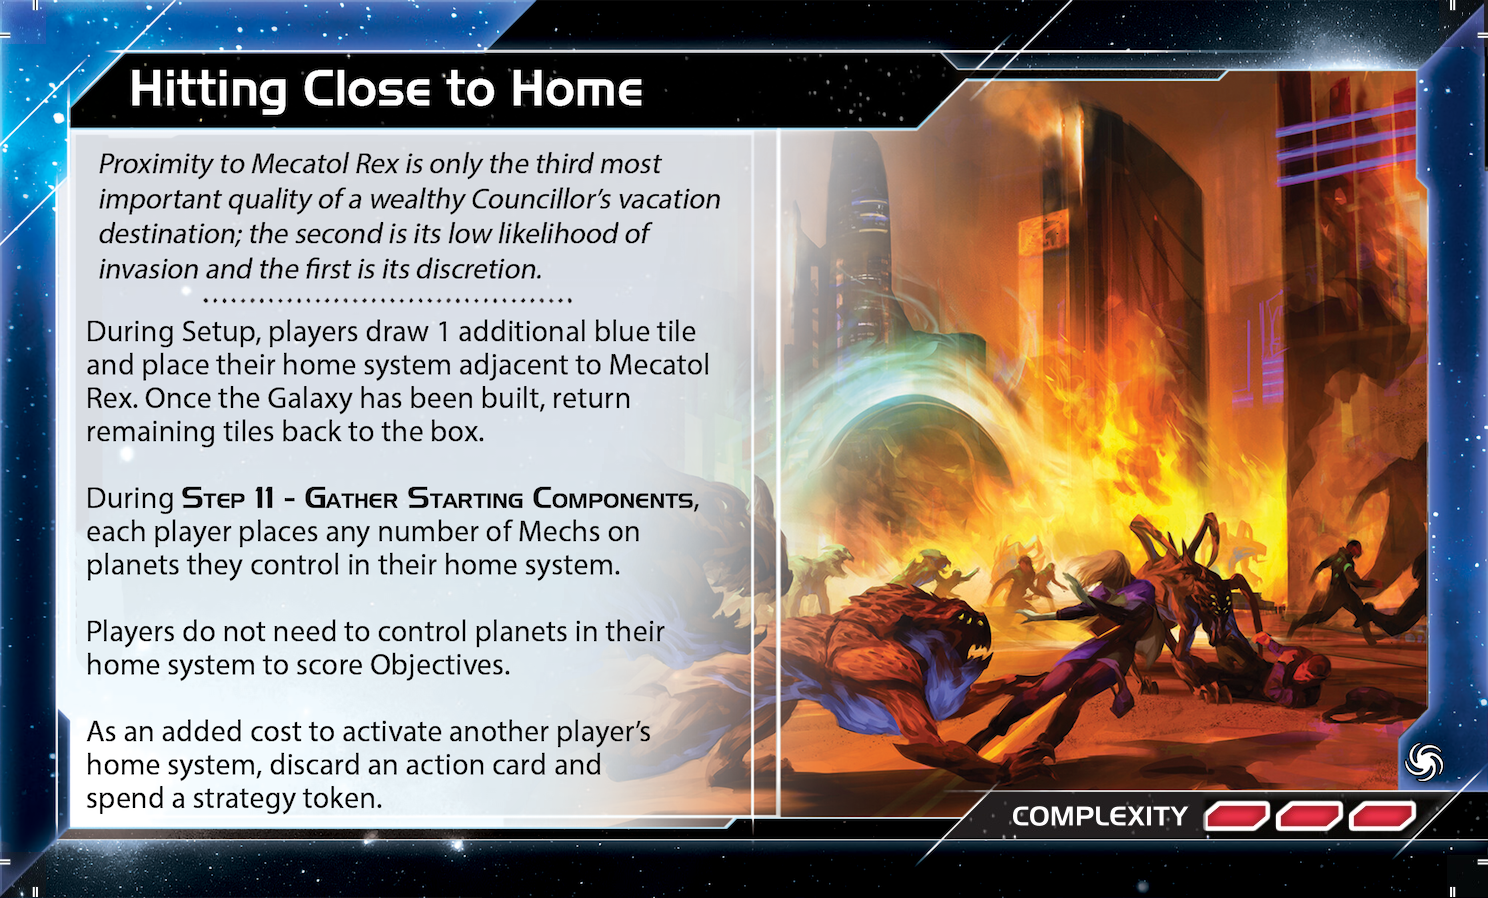 Hitting Close to Home
Proximity to Mecatol Rex is only the third most
important quality of a wealthy Councillor’s vacation
destination; the second is its low likelihood of
invasion and the first is its discretion.
During Setup, players draw 1 additional blue tile
and place their home system adjacent to Mecatol
Rex. Once the Galaxy has been built, return
remaining tiles back to the box.
During Step 11 - Gather Starting Components,
each player places any number of Mechs on
planets they control in their home system.
Players do not need to control planets in their
home system to score Objectives.
As an added cost to activate another player’s
home system, discard an action card and
spend a strategy token.
COMPLEXITY